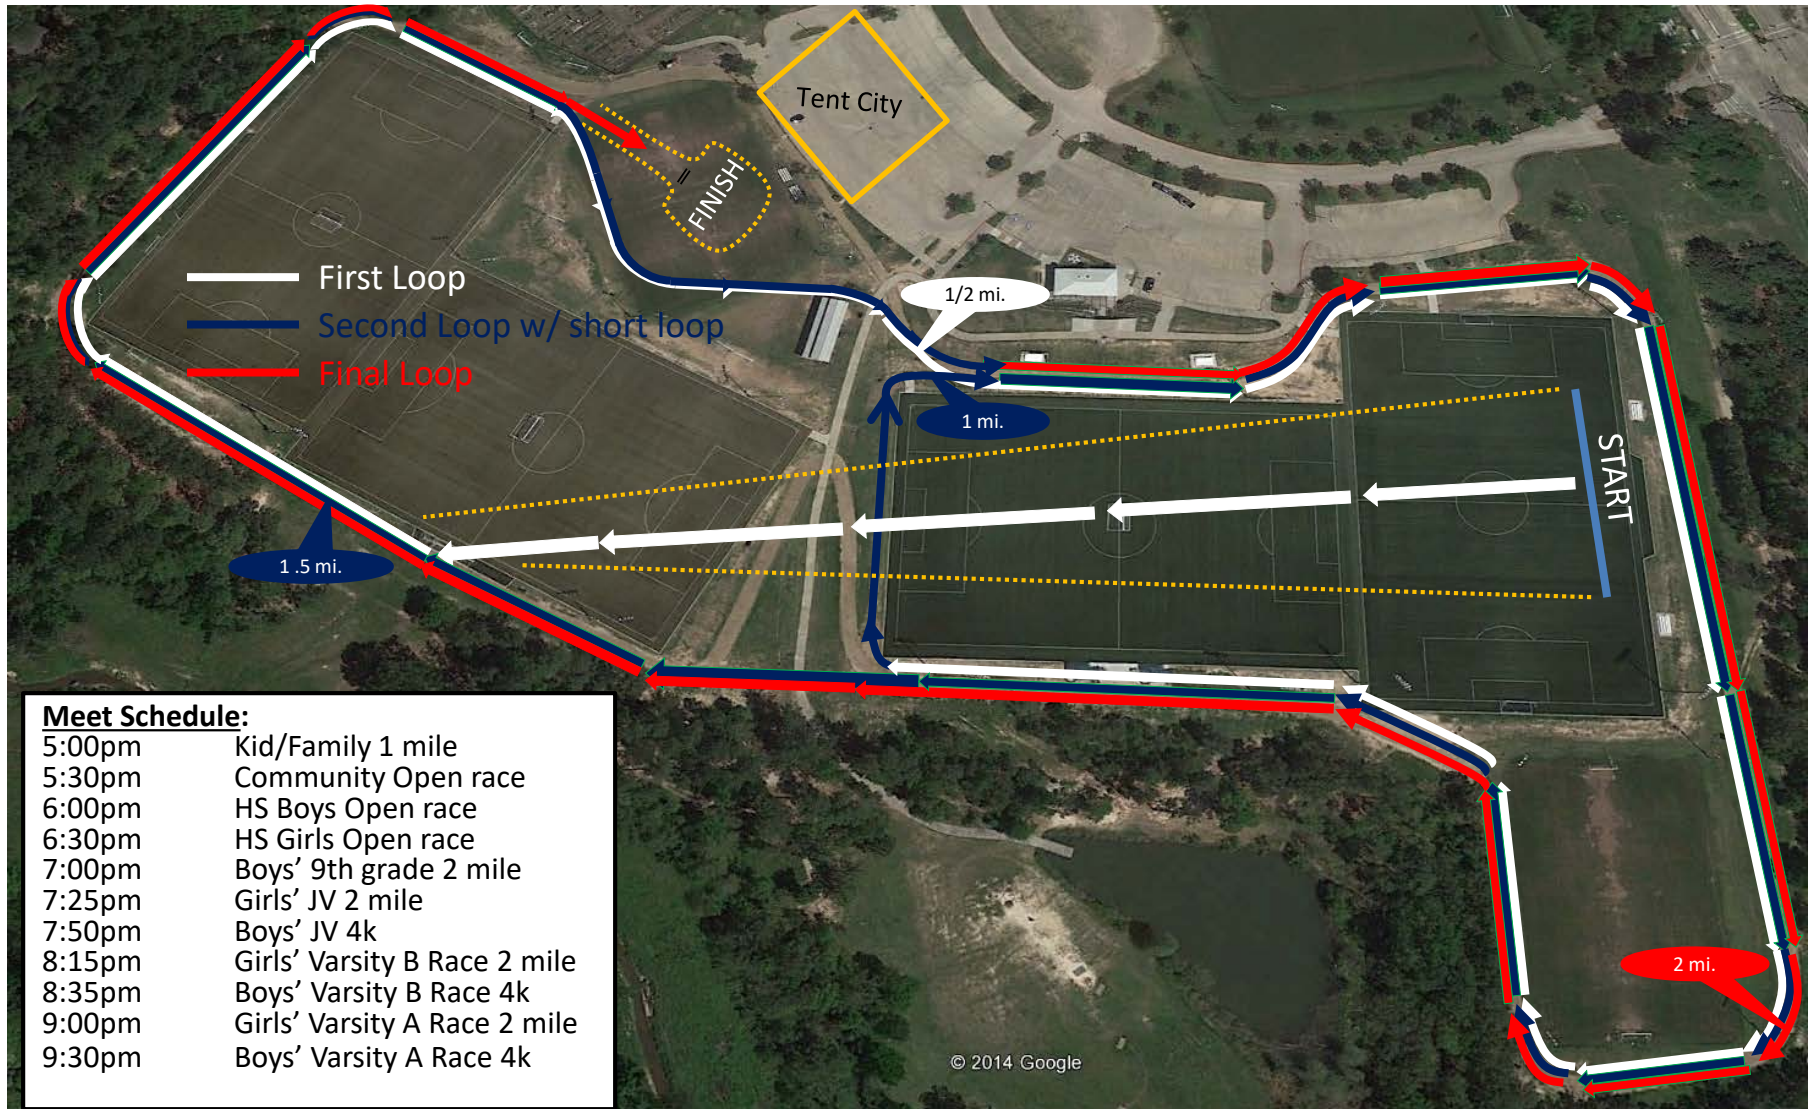 Tent City
FINISH
First Loop
1/2 mi.
Second Loop w/ short loop
Final Loop
1 mi.
START
1 .5 mi.
2 mi.
Meet Schedule:
5:00pm Kid/Family 1 mile
5:30pm Community Open race
6:00pm HS Boys Open race
6:30pm HS Girls Open race
7:00pm Boys’ 9th grade 2 mile
7:25pm Girls’ JV 2 mile
7:50pm Boys’ JV 4k
8:15pm Girls’ Varsity B Race 2 mile
8:35pm Boys’ Varsity B Race 4k
9:00pm Girls’ Varsity A Race 2 mile
9:30pm Boys’ Varsity A Race 4k
© 2014 Google